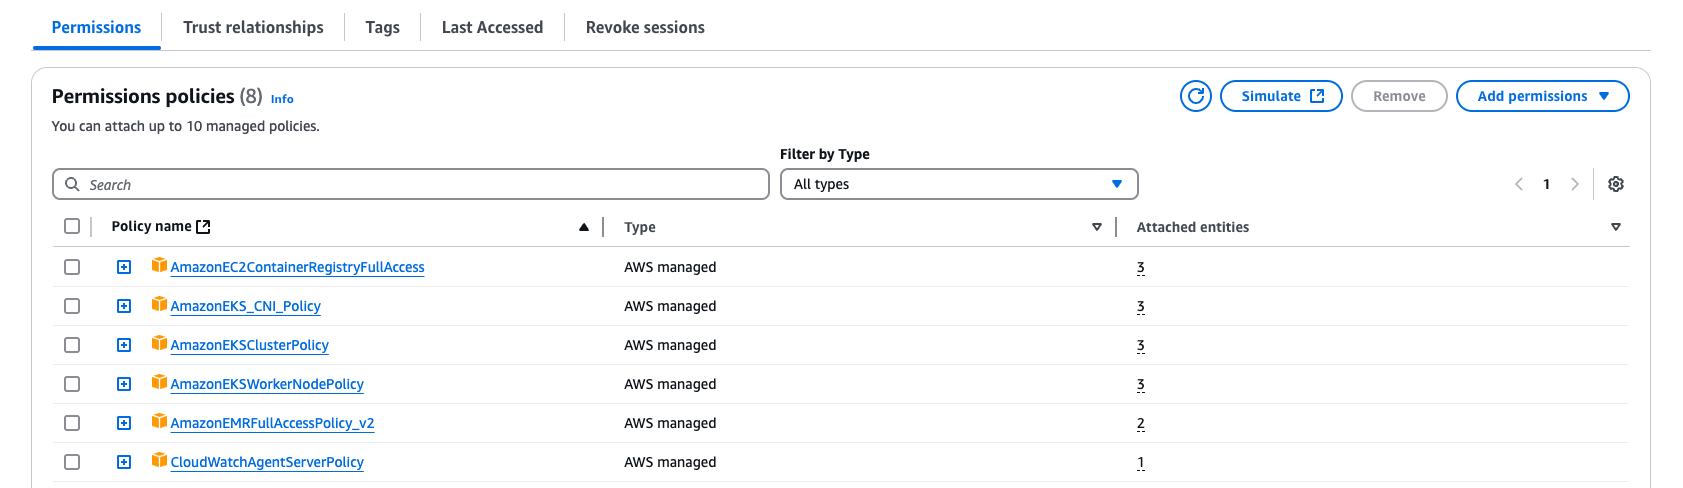 Permissions Trust relationships Tags Last Accessed Revoke sessions
Permissions policies (8) Info
Simulate Remove Add permissions
You can attach up to 10 managed policies.
Filter by Type
Search All types 1
Policy name Type Attached entities
AmazonEC2ContainerRegistryFullAccess AWS managed 3
AmazonEKS_CNI_Policy AWS managed 3
AmazonEKSClusterPolicy AWS managed 3
AmazonEKSWorkerNodePolicy AWS managed 3
AmazonEMRFullAccessPolicy_v2 AWS managed 2
CloudWatchAgentServerPolicy AWS managed 1